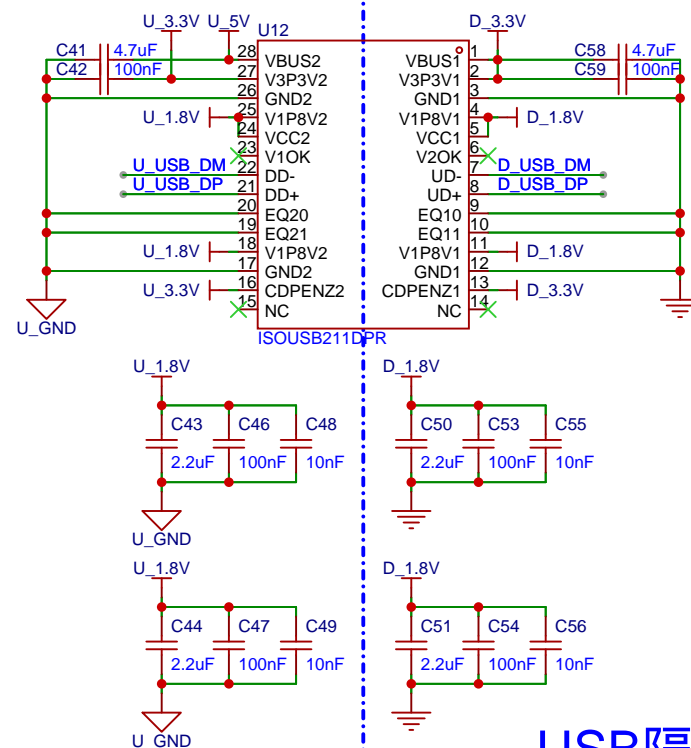 U_3.3V U_5V U12 D_3.3V
C41 4.7uF 28 VBUS2 VBUS1 1 C58 4.7uF
C42 100nF 27 V3P3V2 V3P3V1 2 C59 100nF
26 GND2 GND1 3
U_1.8V 25 V1P8V2 V1P8V1 4 D_1.8V
24 VCC2 VCC1 5
23 V1OK V2OK 6
U_USB_DM 22 DD- UD- 7 D_USB_DM
U_USB_DP 21 DD+ UD+ 8 D_USB_DP
20 EQ20 EQ10 9
19 EQ21 EQ11 10
U_1.8V 18 V1P8V2 V1P8V1 11 D_1.8V
17 GND2 GND1 12
U_3.3V 16 CDPENZ2 CDPENZ1 13 D_3.3V
15 NC NC 14
U_GND
ISOUSB211DPR
U_1.8V D_1.8V
C43 C46 C48 C50 C53 C55
2.2uF 100nF 10nF 2.2uF 100nF 10nF
U_GND
U_1.8V D_1.8V
C44 C47 C49 C51 C54 C56
2.2uF 100nF 10nF 2.2uF 100nF 10nF
U_GND
USB隔